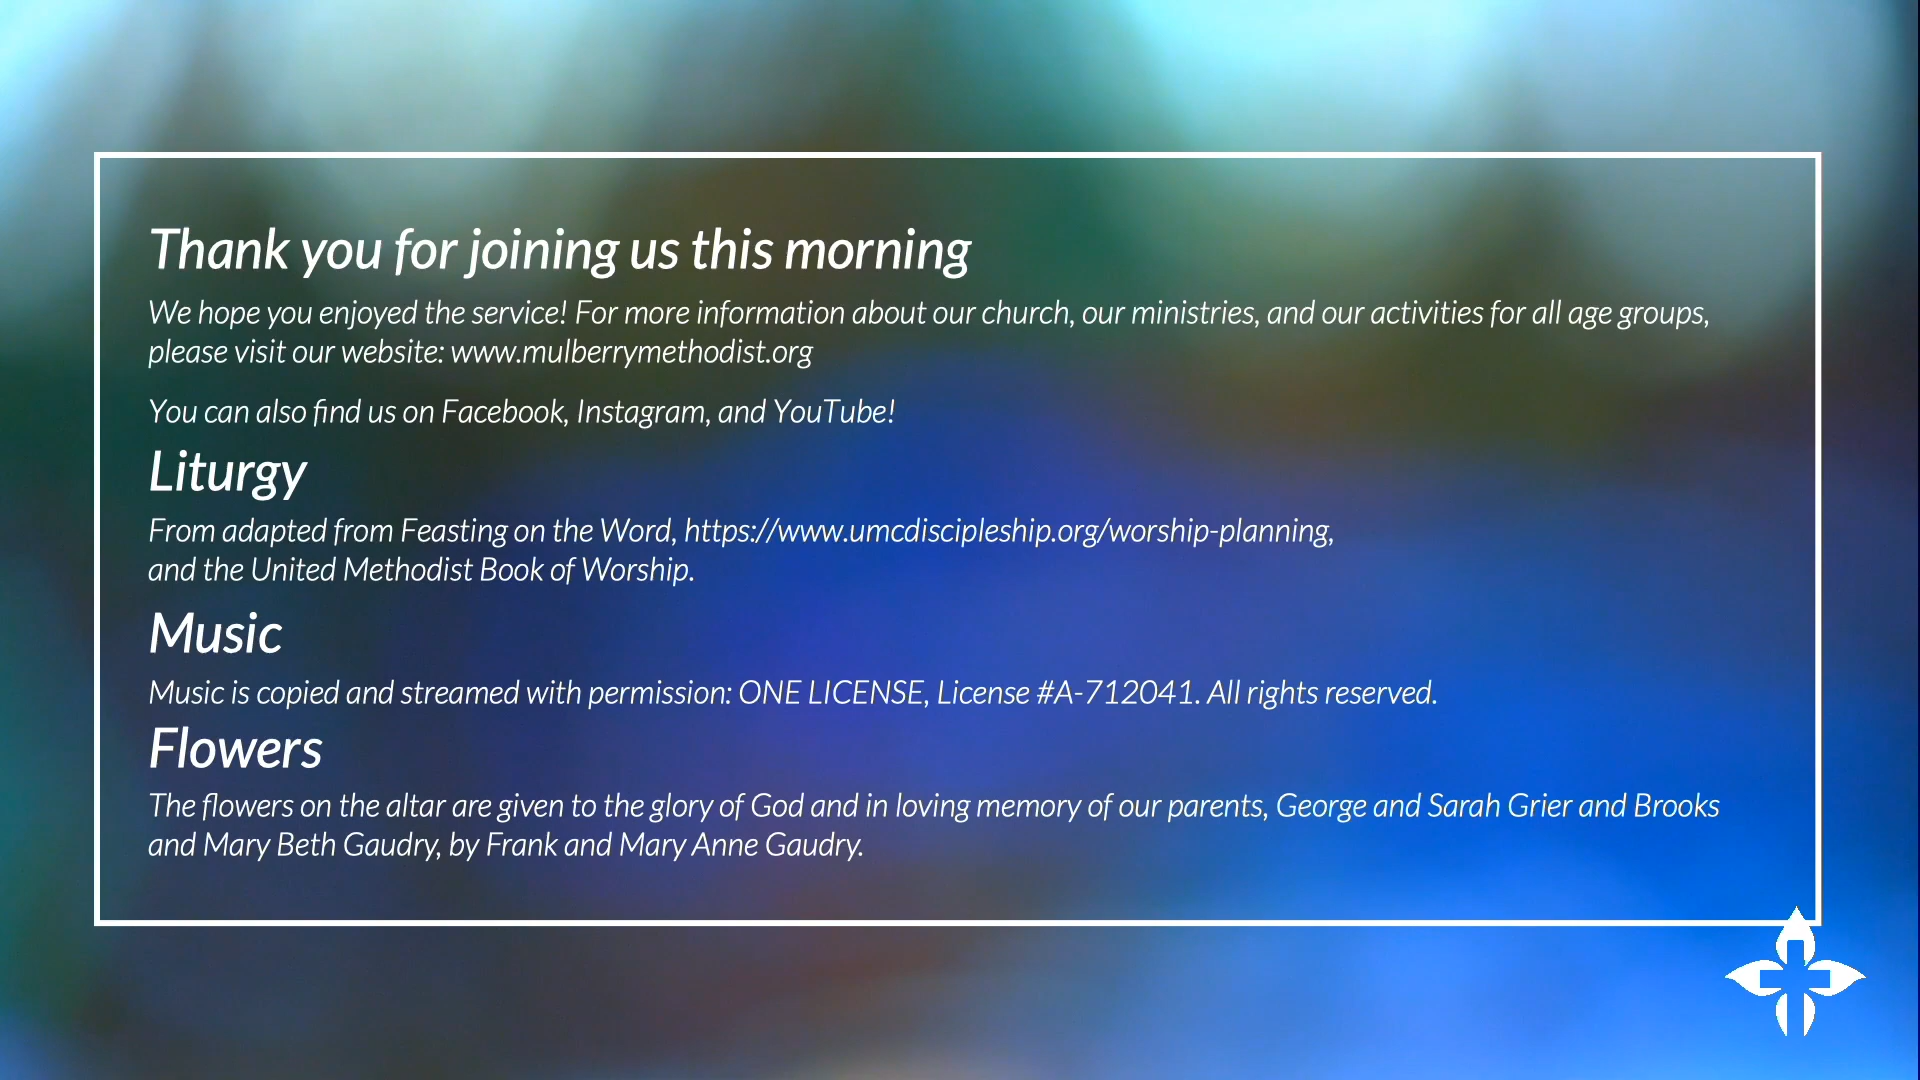 Thank you for joining us this morning
We hope you enjoyed the service! For more information about our church, our ministries, and our activities for all age groups,
please visit our website: www.mulberrymethodist.org
You can also find us on Facebook, Instagram, and YouTube!
Liturgy
From adapted from Feasting on the Word, https://www.umcdiscipleship.org/worship-planning,
and the United Methodist Book of Worship.
Music
Music is copied and streamed with permission: ONE LICENSE, License #A-712041. All rights reserved.
Flowers
The flowers on the altar are given to the glory of God and in loving memory of our parents, George and Sarah Grier and Brooks
and Mary Beth Gaudry, by Frank and Mary Anne Gaudry.